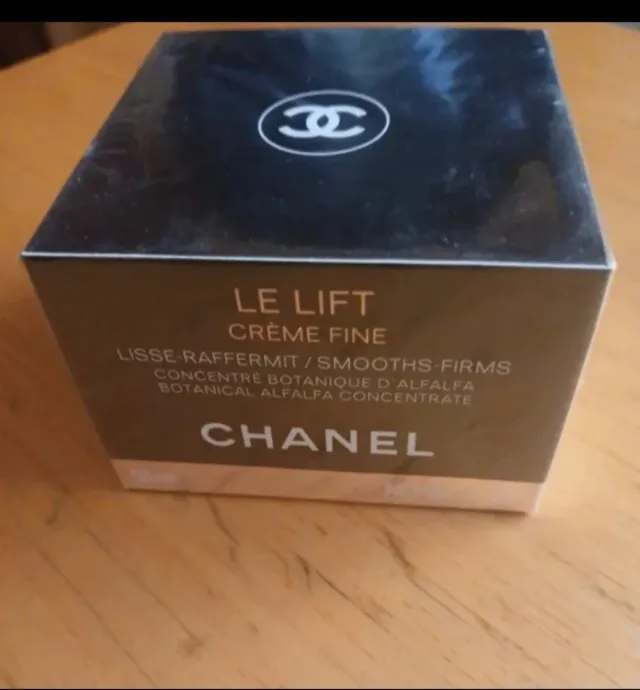 LE LIFT
CRÈME FINE
LISSE-RAFFERMIT / SMOOTHS-FIRMS
CONCENTRÉ BOTANIQUE D'ALFALFA
BOTANICAL ALFALFA CONCENTRATE
CHANEL